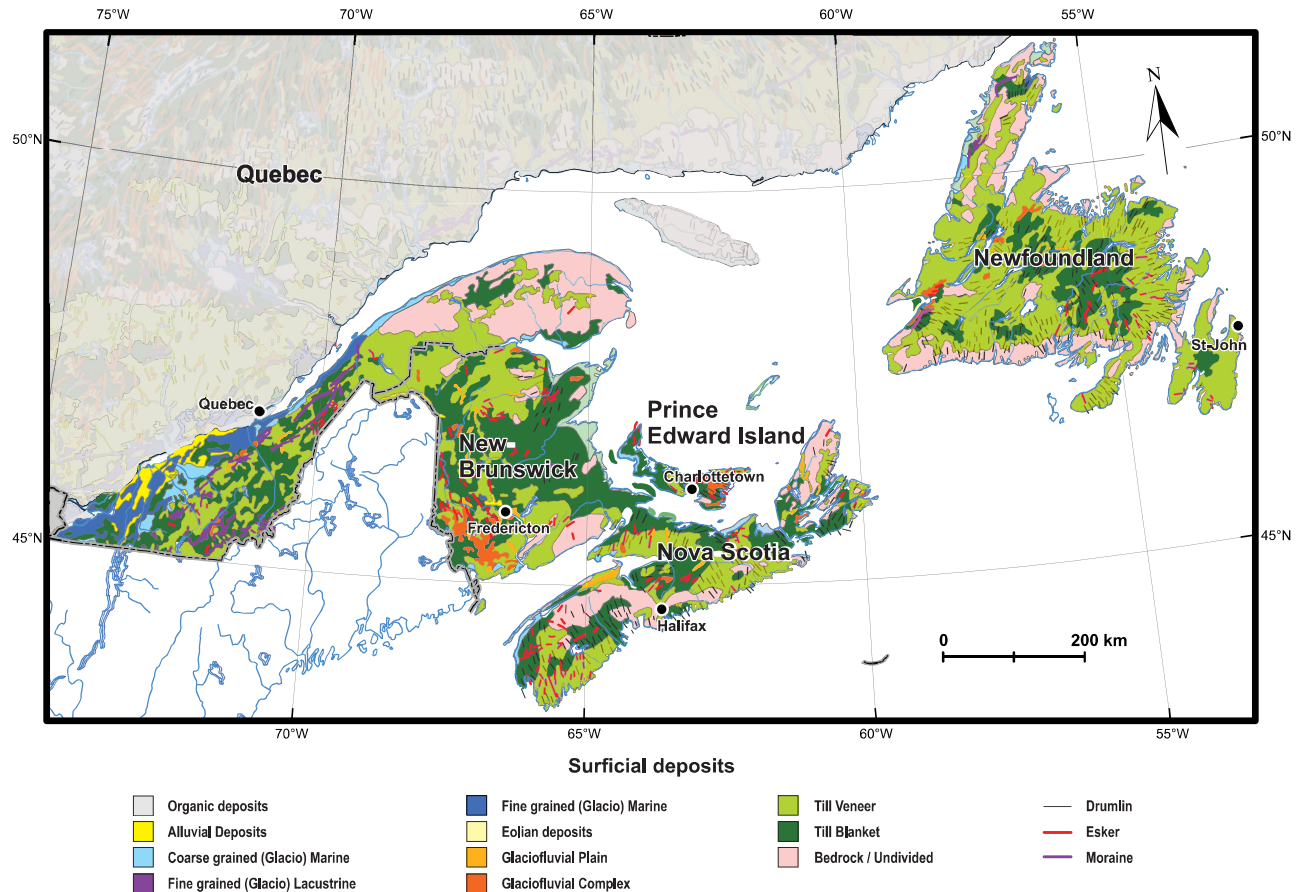 75°W 70°W 65°W 60°W 55°W
50°N
50°N
N
Quebec
Newfoundland
St-John
Quebec
Prince
Edward Island
New
Brunswick
Charlottetown
Fredericton
45°N
45°N
Nova Scotia
Halifax
0 200 km
70°W 65°W 60°W 55°W
Surficial deposits
Organic deposits
Alluvial Deposits
Coarse grained (Glacio) Marine
Fine grained (Glacio) Lacustrine
Fine grained (Glacio) Marine
Eolian deposits
Glaciofluvial Plain
Glaciofluvial Complex
Till Veneer
Till Blanket
Bedrock / Undivided
Drumlin
Esker
Moraine